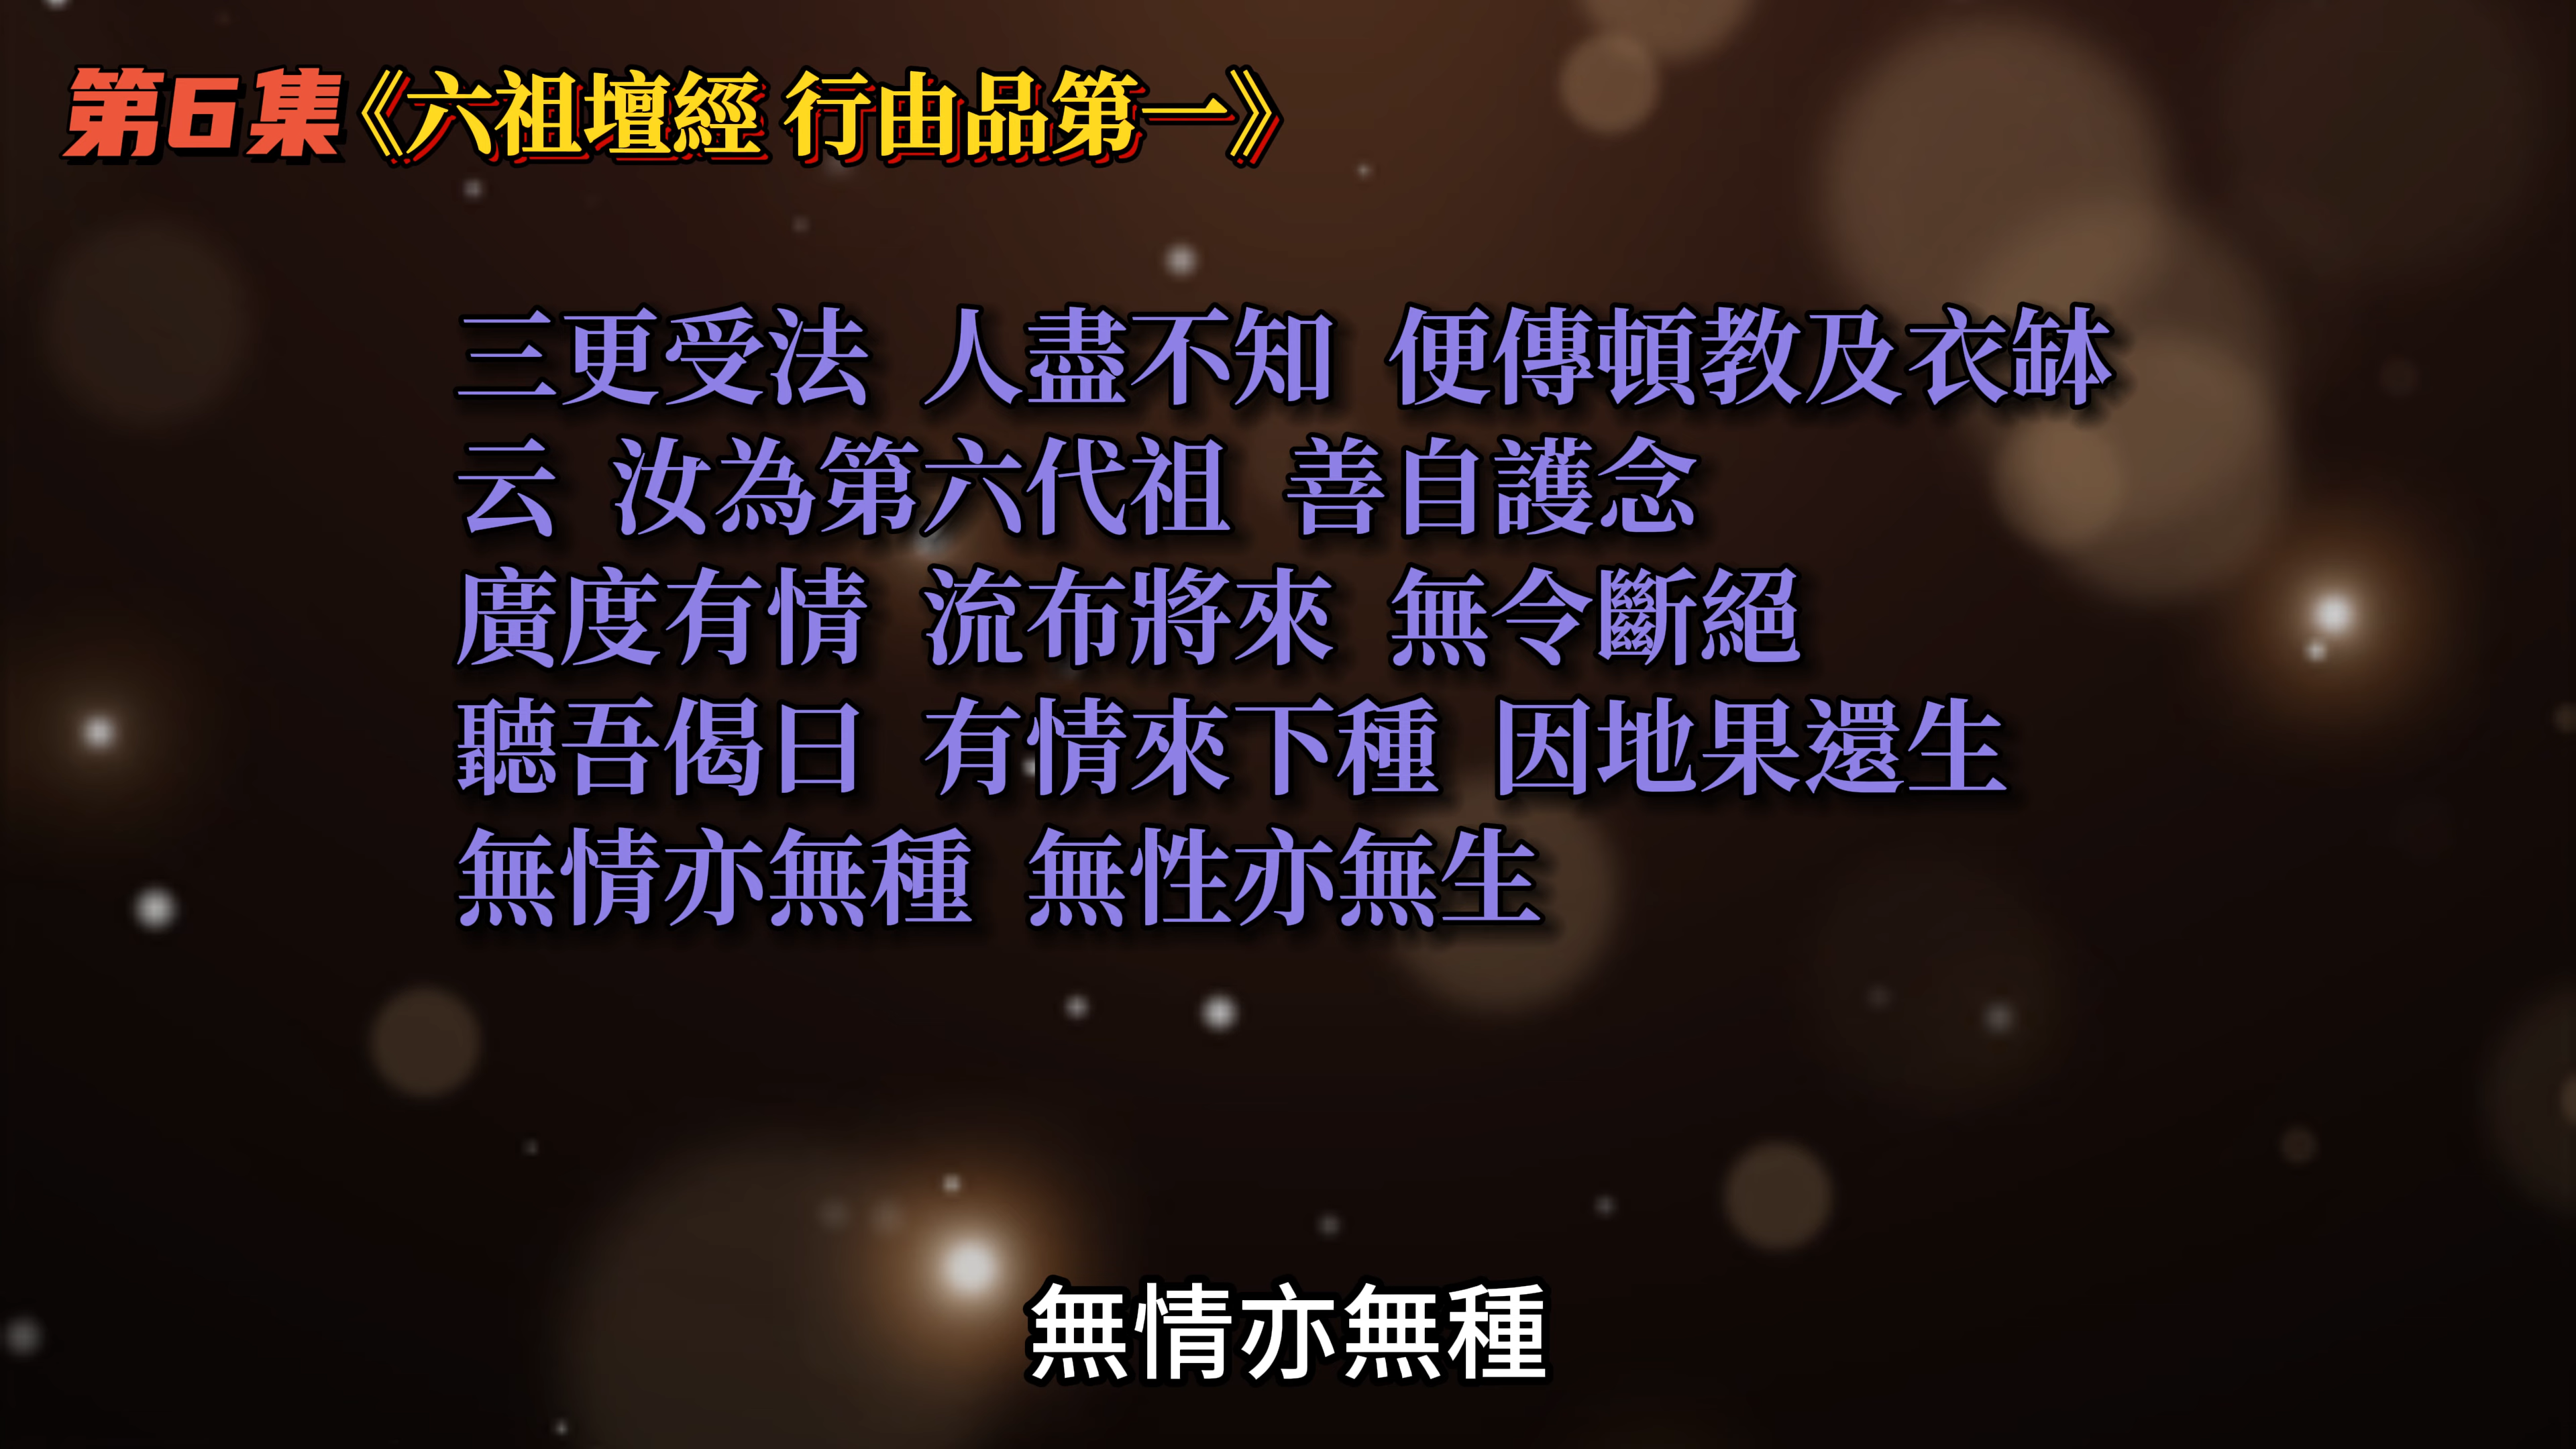 第6集《六祖壇經 行由品第一》
三更受法 人盡不知 便傳頓教及衣缽
云 汝為第六代祖 善自護念
廣度有情 流布將來 無令斷絕
聽吾偈曰 有情來下種 因地果還生
無情亦無種 無性亦無生
無情亦無種